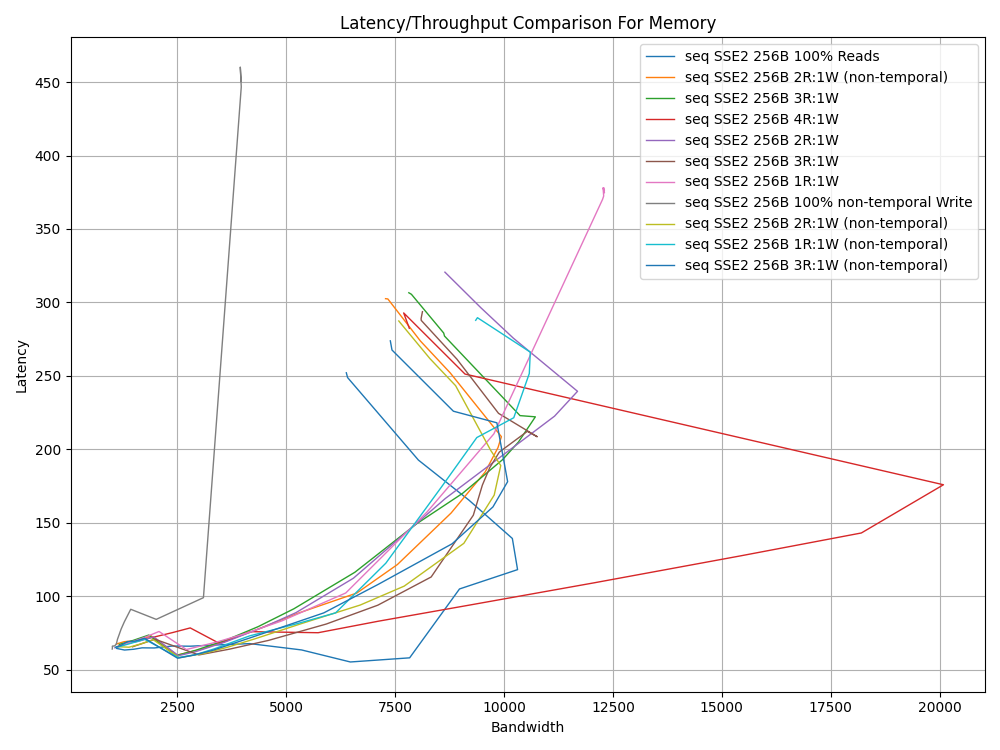 Latency/Throughput Comparison For Memory
seq SSE2 256B 100% Reads
seq SSE2 256B 2R:1W (non-temporal)
seq SSE2 256B 3R:1W
seq SSE2 256B 4R:1W
seq SSE2 256B 2R:1W
seq SSE2 256B 3R:1W
seq SSE2 256B 1R:1W
seq SSE2 256B 100% non-temporal Write
seq SSE2 256B 2R:1W (non-temporal)
seq SSE2 256B 1R:1W (non-temporal)
seq SSE2 256B 3R:1W (non-temporal)
450
400
350
300
250
200
150
100
50
Latency
2500 5000 7500 10000 12500 15000 17500 20000
Bandwidth